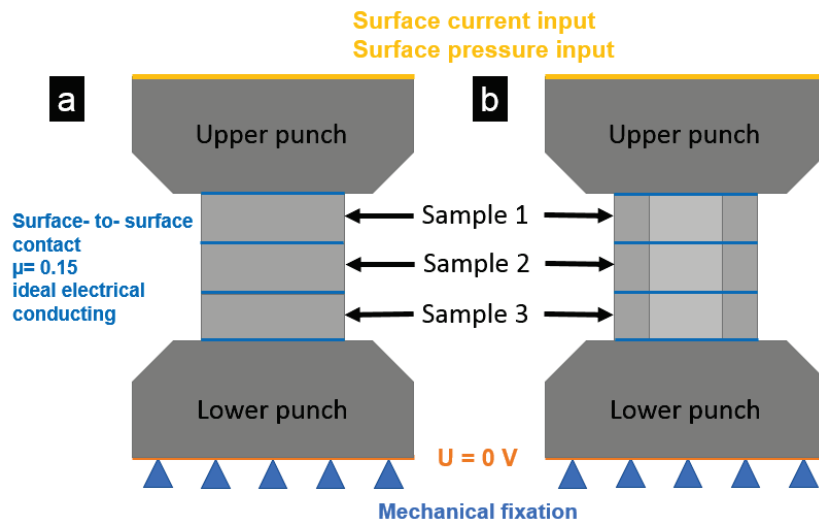 Surface current input
Surface pressure input
a
b
Upper punch
Upper punch
Surface- to- surface
contact
µ= 0.15
ideal electrical
conducting
Sample 1
Sample 2
Sample 3
Lower punch
Lower punch
U = 0 V
Mechanical fixation